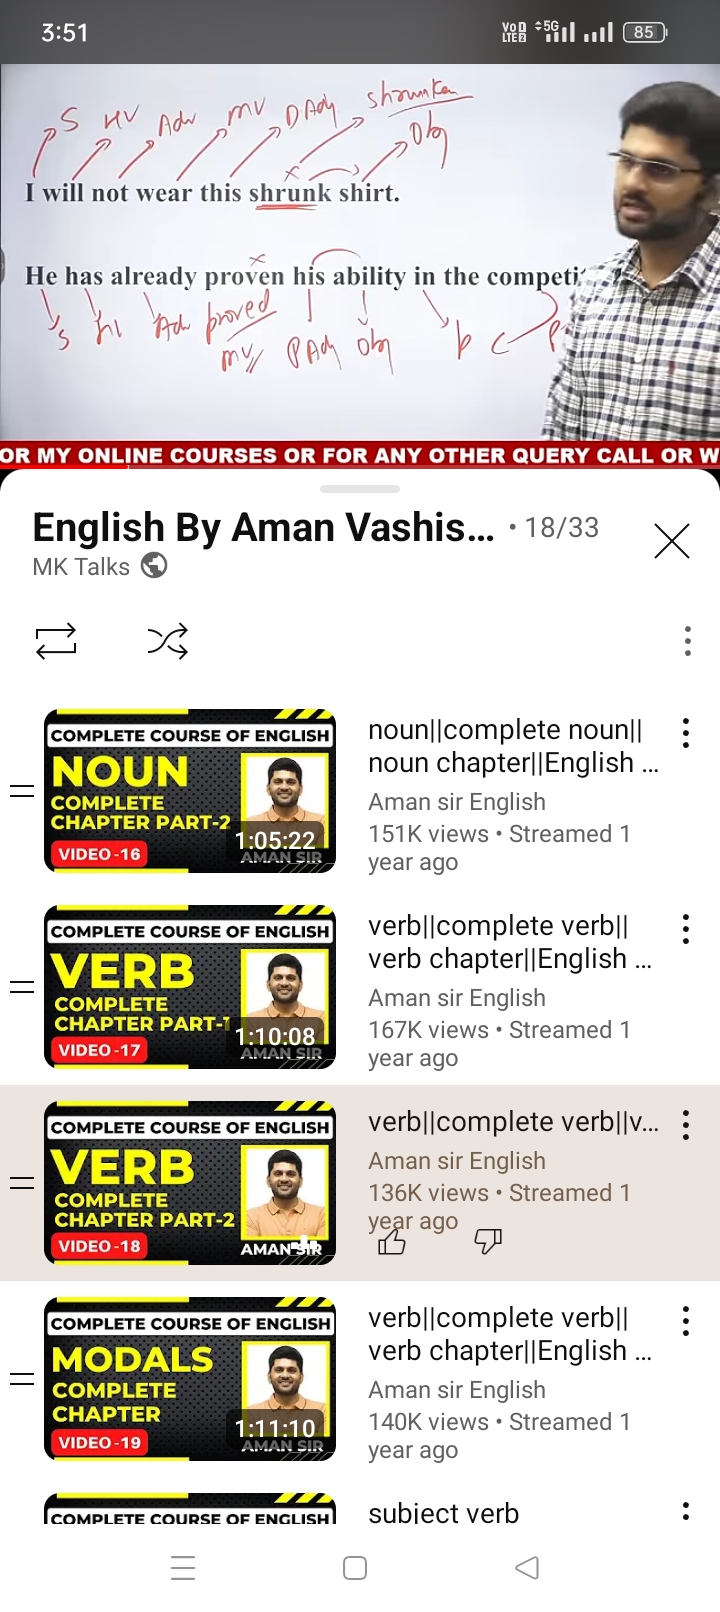 3:51
VoD LTE2 5G 85
S HV Adv MV DAdj shrunken
Obj
I will not wear this shrunk shirt.
He has already proven his ability in the competi
S Adv proved
MV PAdj Obj P
OR MY ONLINE COURSES OR FOR ANY OTHER QUERY CALL OR W
English By Aman Vashis... • 18/33
MK Talks
COMPLETE COURSE OF ENGLISH
NOUN
COMPLETE
CHAPTER PART-2
VIDEO -16
1:05:22
AMAN SIR
noun||complete noun||
noun chapter||English ...
Aman sir English
151K views • Streamed 1
year ago
COMPLETE COURSE OF ENGLISH
VERB
COMPLETE
CHAPTER PART-1
VIDEO -17
1:10:08
AMAN SIR
verb||complete verb||
verb chapter||English ...
Aman sir English
167K views • Streamed 1
year ago
COMPLETE COURSE OF ENGLISH
VERB
COMPLETE
CHAPTER PART-2
VIDEO -18
AMAN SIR
verb||complete verb||v...
Aman sir English
136K views • Streamed 1
year ago
COMPLETE COURSE OF ENGLISH
MODALS
COMPLETE
CHAPTER
VIDEO -19
1:11:10
AMAN SIR
verb||complete verb||
verb chapter||English ...
Aman sir English
140K views • Streamed 1
year ago
COMPLETE COURSE OF ENGLISH
subject verb